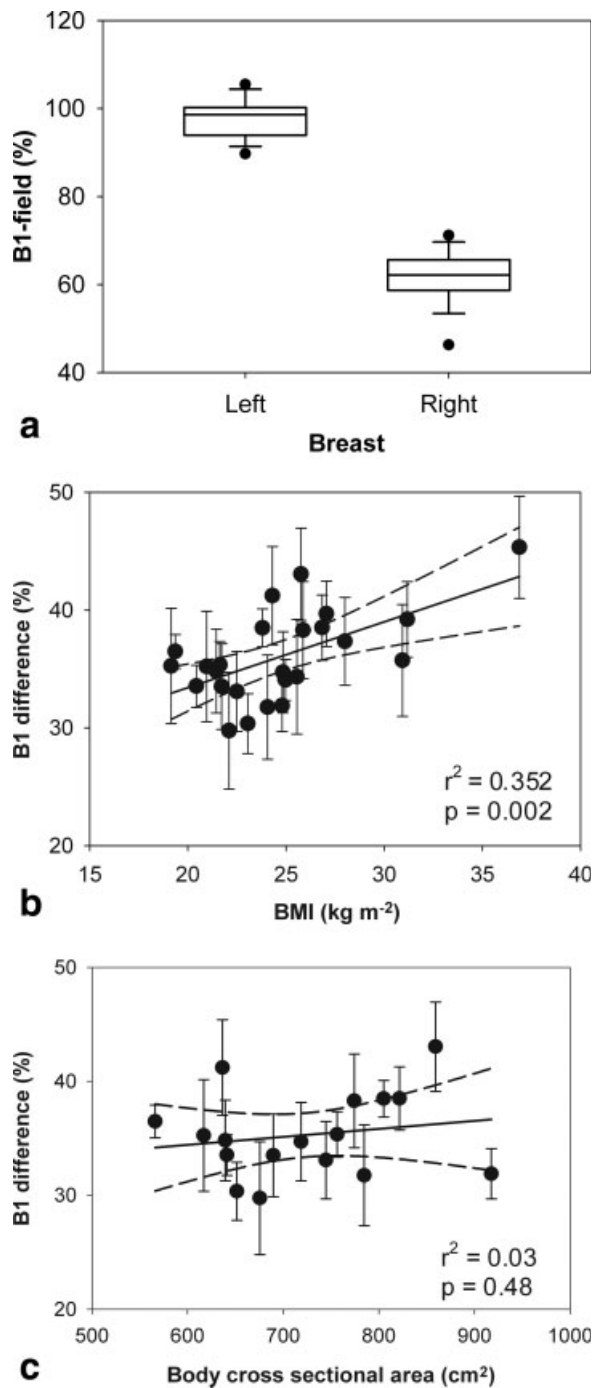 120
100
80
60
40
B1-field (%)
Left Right
Breast
a
50
40
30
20
B1 difference (%)
r² = 0.352
p = 0.002
15 20 25 30 35 40
BMI (kg m⁻²)
b
50
40
30
20
B1 difference (%)
r² = 0.03
p = 0.48
500 600 700 800 900 1000
Body cross sectional area (cm²)
c